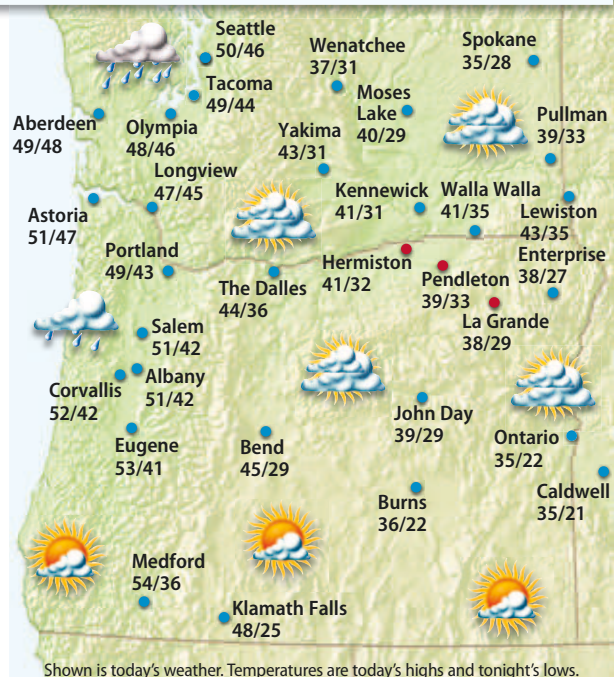 Seattle
50/46
Wenatchee
37/31
Spokane
35/28
Tacoma
49/44
Moses
Lake
40/29
Pullman
39/33
Aberdeen
49/48
Olympia
48/46
Yakima
43/31
Longview
47/45
Kennewick
41/31
Walla Walla
41/35
Lewiston
43/35
Astoria
51/47
Portland
49/43
The Dalles
44/36
Hermiston
41/32
Pendleton
39/33
Enterprise
38/27
La Grande
38/29
Salem
51/42
Corvallis
52/42
Albany
51/42
John Day
39/29
Eugene
53/41
Bend
45/29
Ontario
35/22
Burns
36/22
Caldwell
35/21
Medford
54/36
Klamath Falls
48/25
Shown is today's weather. Temperatures are today's highs and tonight's lows.